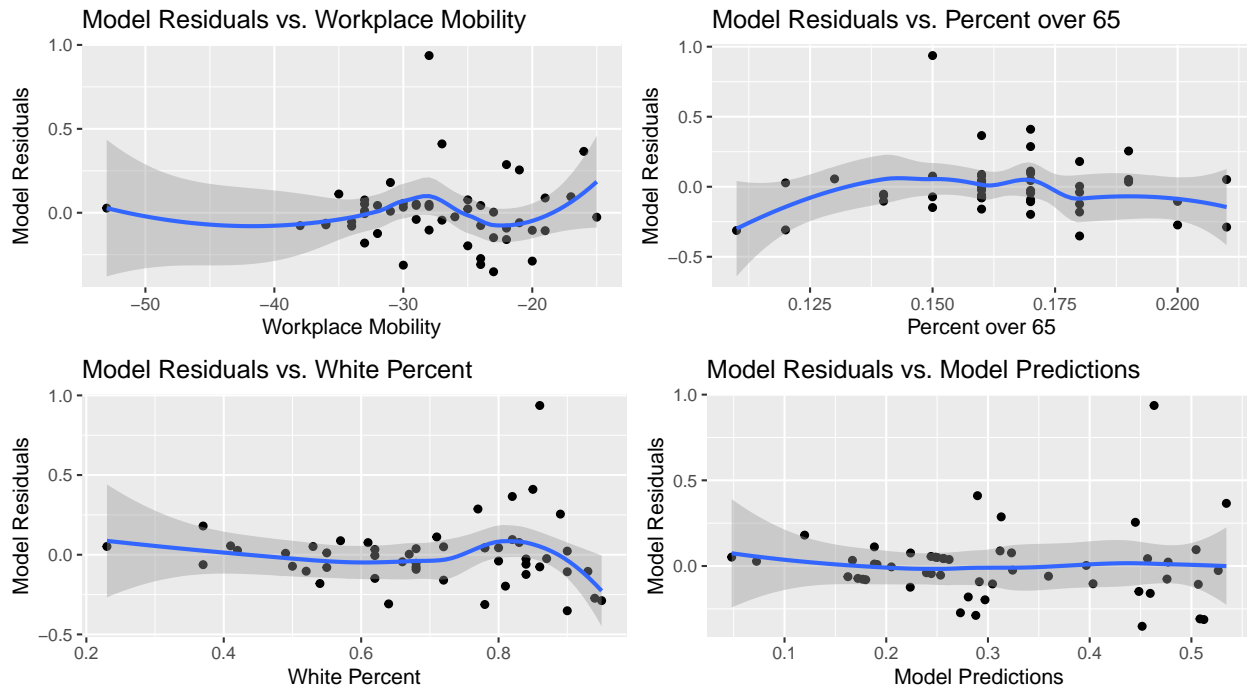 Model Residuals vs. Workplace Mobility
Model Residuals
1.0
0.5
0.0
−50
−40
−30
−20
Workplace Mobility
Model Residuals vs. Percent over 65
Model Residuals
1.0
0.5
0.0
−0.5
0.125
0.150
0.175
0.200
Percent over 65
Model Residuals vs. White Percent
Model Residuals
1.0
0.5
0.0
−0.5
0.2
0.4
0.6
0.8
White Percent
Model Residuals vs. Model Predictions
Model Residuals
1.0
0.5
0.0
0.1
0.2
0.3
0.4
0.5
Model Predictions